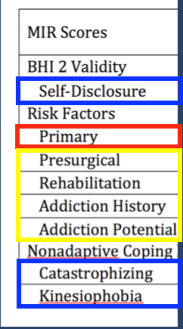 MIR Scores
BHI 2 Validity
Self-Disclosure
Risk Factors
Primary
Presurgical
Rehabilitation
Addiction History
Addiction Potential
Nonadaptive Coping
Catastrophizing
Kinesiophobia